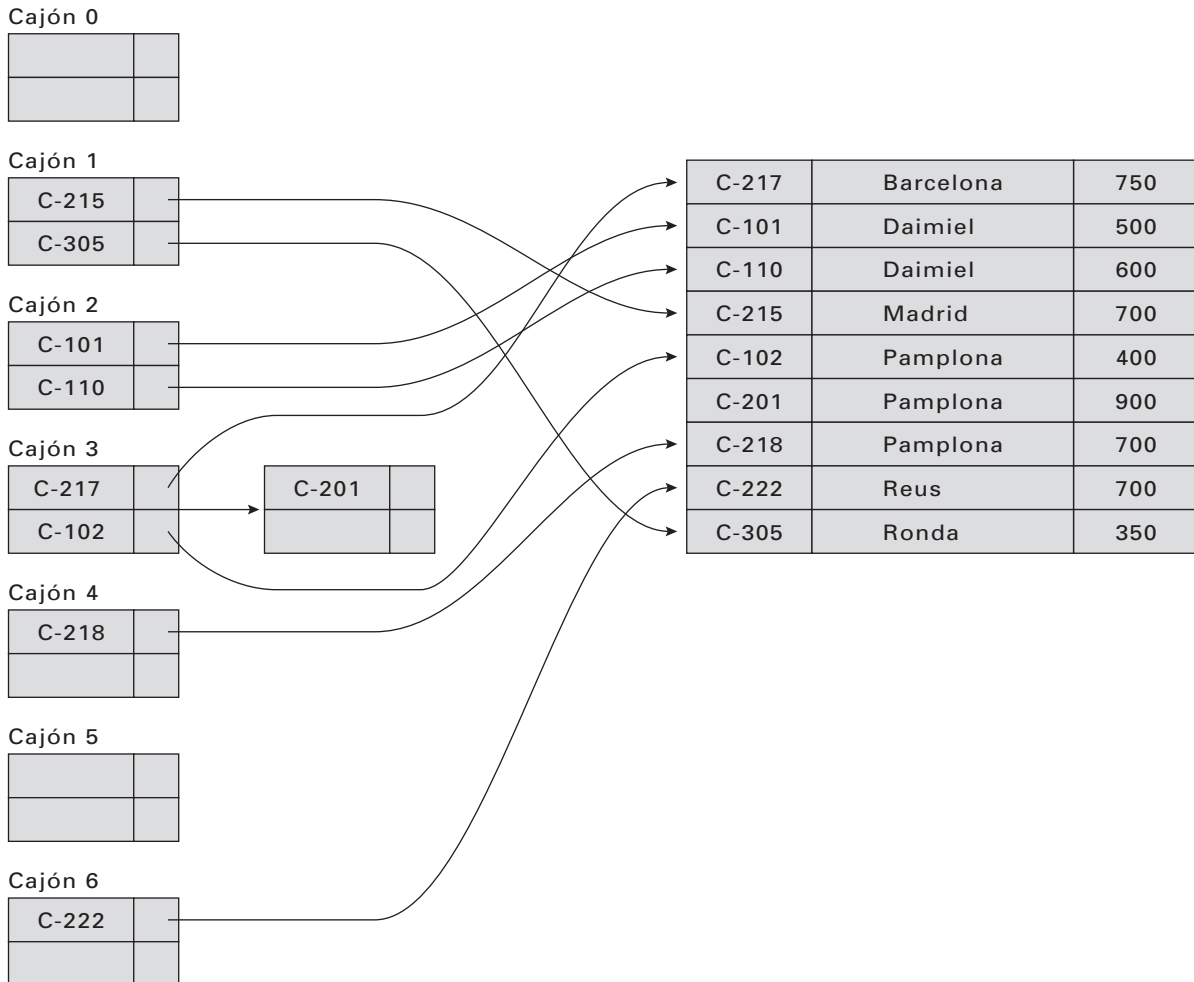 Cajón 0
Cajón 1
C-215
C-305
Cajón 2
C-101
C-110
Cajón 3
C-217
C-102
C-201
Cajón 4
C-218
Cajón 5
Cajón 6
C-222
C-217 Barcelona 750
C-101 Daimiel 500
C-110 Daimiel 600
C-215 Madrid 700
C-102 Pamplona 400
C-201 Pamplona 900
C-218 Pamplona 700
C-222 Reus 700
C-305 Ronda 350